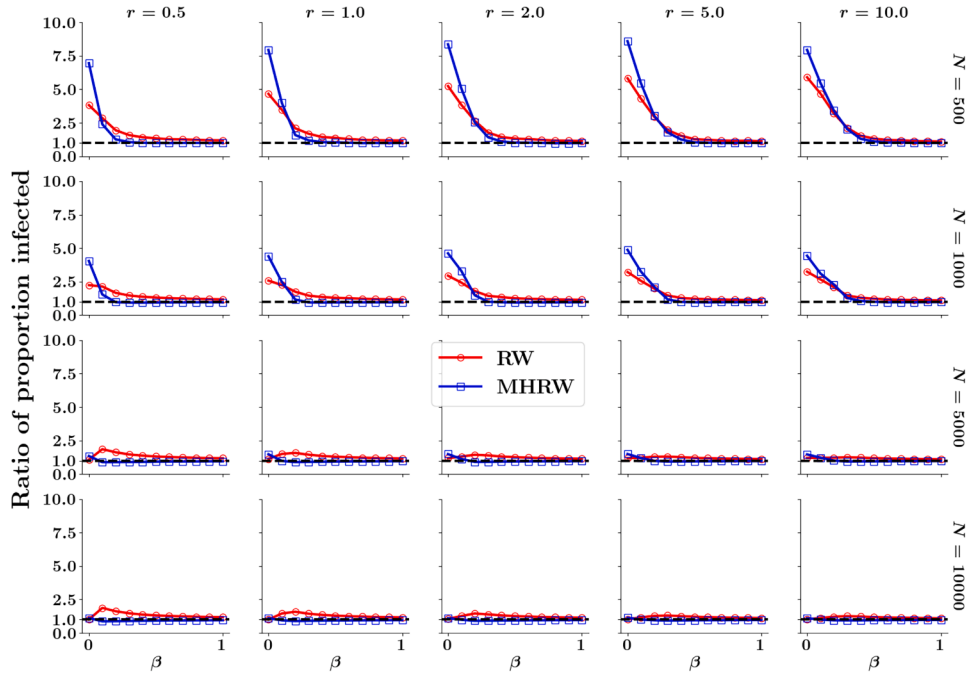 r = 0.5 r = 1.0 r = 2.0 r = 5.0 r = 10.0
Ratio of proportion infected
10.0
7.5
5.0
2.5
1.0
0.0
N = 500
10.0
7.5
5.0
2.5
1.0
0.0
N = 1000
10.0
7.5
5.0
2.5
1.0
0.0
N = 5000
RW
MHRW
10.0
7.5
5.0
2.5
1.0
0.0
N = 10000
0 1 0 1 0 1 0 1 0 1
β β β β β